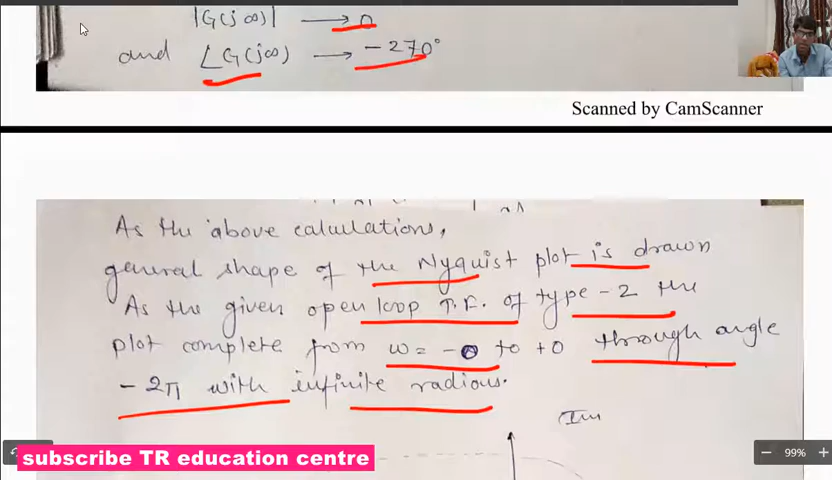 |G(j∞)| → 0
and ∠G(j∞) → -270°
Scanned by CamScanner
As the above calculations,
general shape of the Nyquist plot is drawn
As the given open loop T.F. of type-2 the
plot complete from ω = -0 to +0 through angle
-2π with infinite radious.
Im
subscribe TR education centre
99%